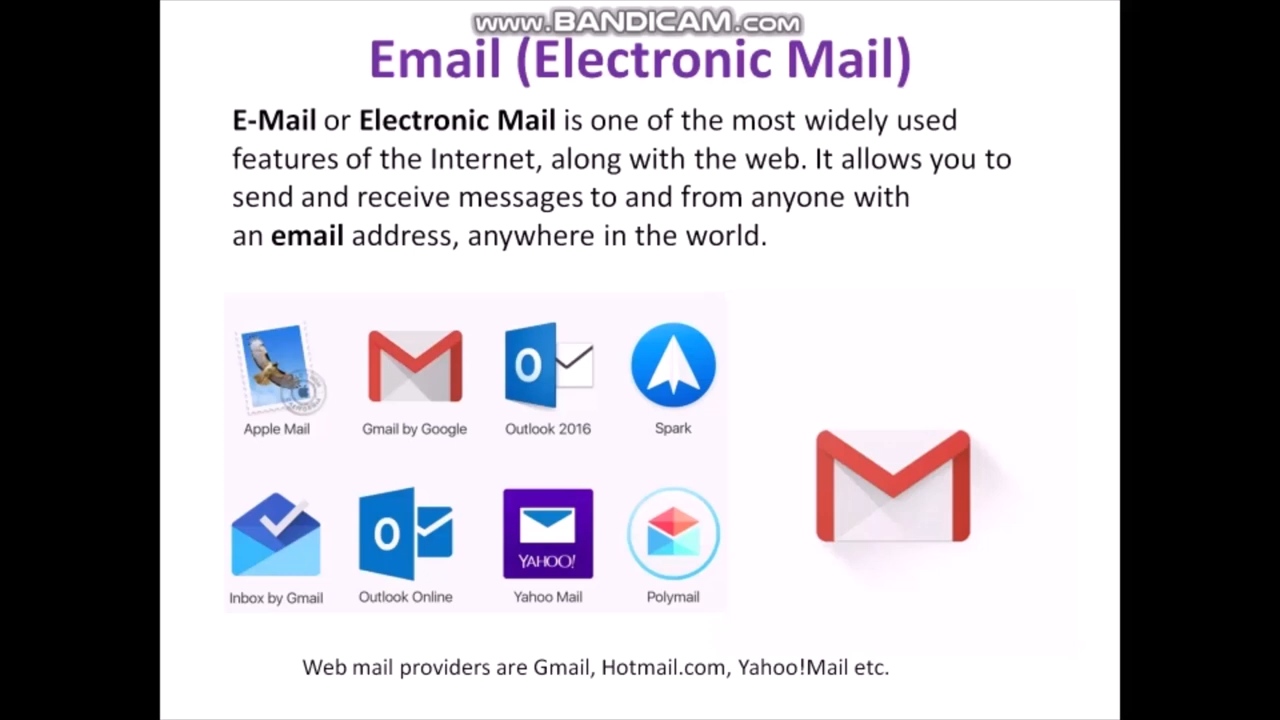 www.BANDICAM.com
Email (Electronic Mail)
E-Mail or Electronic Mail is one of the most widely used
features of the Internet, along with the web. It allows you to
send and receive messages to and from anyone with
an email address, anywhere in the world.
Apple Mail Gmail by Google Outlook 2016 Spark
YAHOO!
Inbox by Gmail Outlook Online Yahoo Mail Polymail
Web mail providers are Gmail, Hotmail.com, Yahoo!Mail etc.